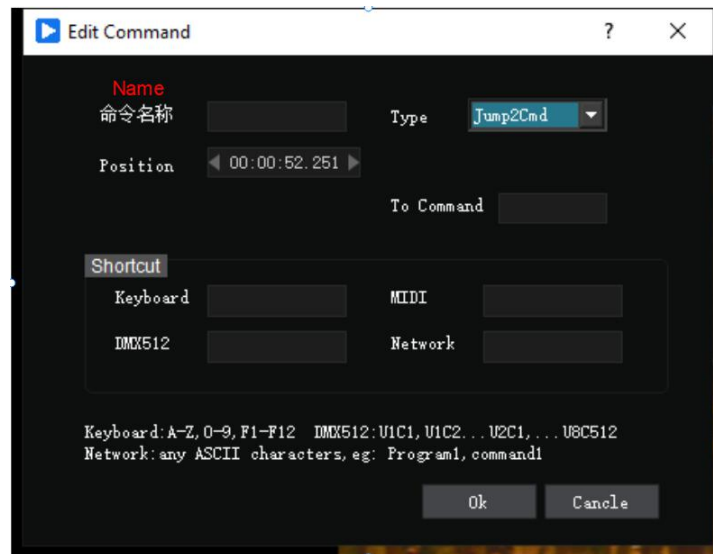 Edit Command
?
Name
命令名称
Type
Jump2Cmd
Position
00:00:52.251
To Command
Shortcut
Keyboard
MIDI
DMX512
Network
Keyboard:A-Z,0-9,F1-F12 DMX512:U1C1,U1C2...U2C1,...U8C512
Network:any ASCII characters,eg: Program1,command1
Ok
Cancle